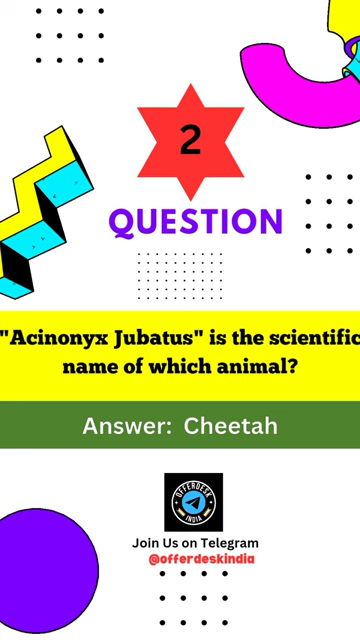 2
QUESTION
"Acinonyx Jubatus" is the scientific
name of which animal?
Answer: Cheetah
OFFERDESK
INDIA
Join Us on Telegram
@offerdeskindia